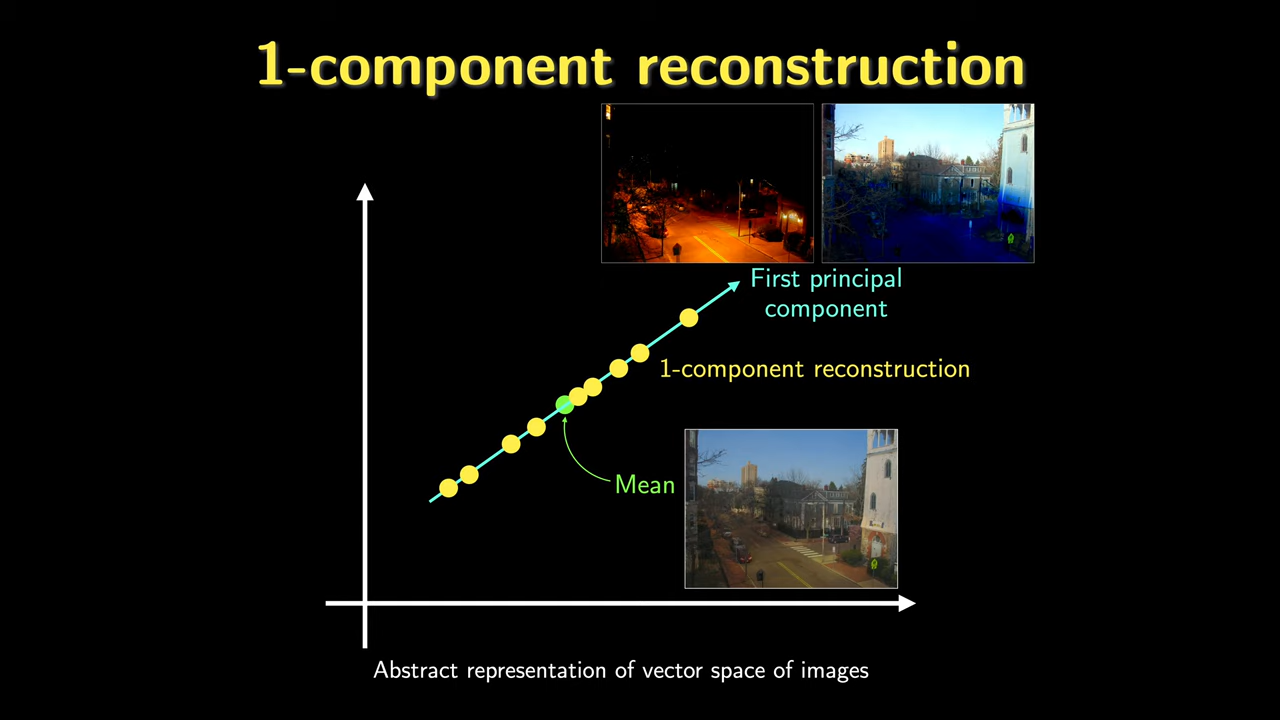 1-component reconstruction
First principal
component
1-component reconstruction
Mean
Abstract representation of vector space of images